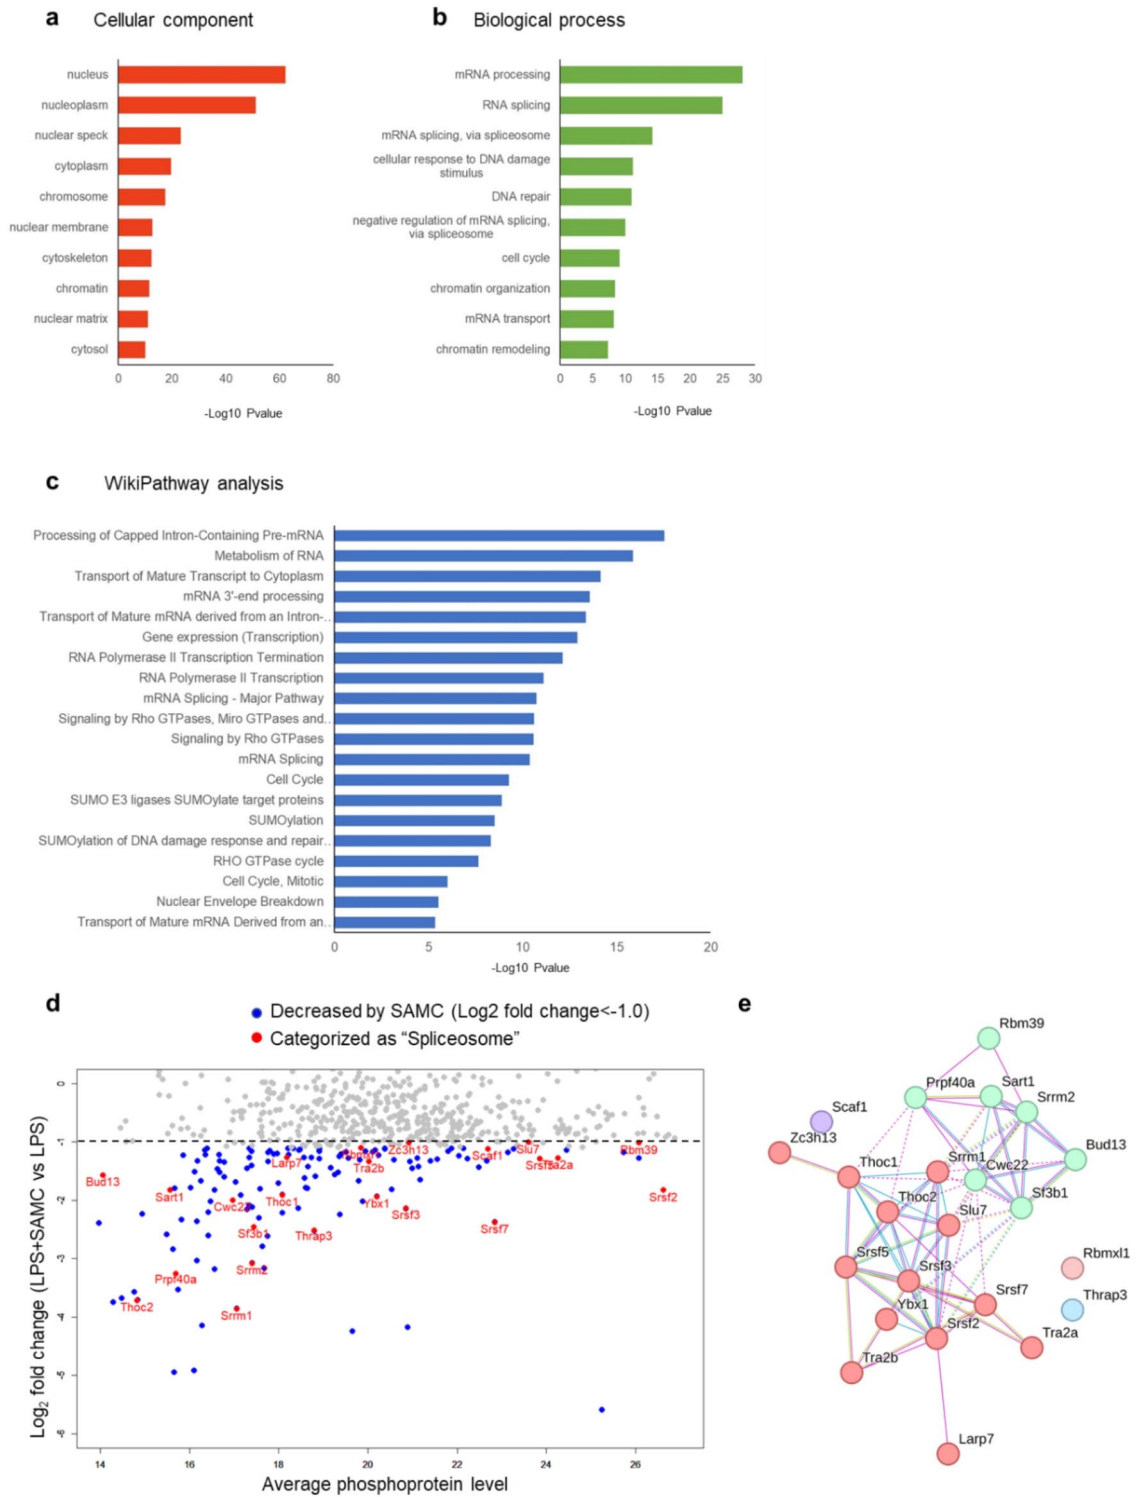 a Cellular component
nucleus
nucleoplasm
nuclear speck
cytoplasm
chromosome
nuclear membrane
cytoskeleton
chromatin
nuclear matrix
cytosol
0 20 40 60 80
-Log10 Pvalue
b Biological process
mRNA processing
RNA splicing
mRNA splicing, via spliceosome
cellular response to DNA damage
stimulus
DNA repair
negative regulation of mRNA splicing,
via spliceosome
cell cycle
chromatin organization
mRNA transport
chromatin remodeling
0 5 10 15 20 25 30
-Log10 Pvalue
c WikiPathway analysis
Processing of Capped Intron-Containing Pre-mRNA
Metabolism of RNA
Transport of Mature Transcript to Cytoplasm
mRNA 3'-end processing
Transport of Mature mRNA derived from an Intron-..
Gene expression (Transcription)
RNA Polymerase II Transcription Termination
RNA Polymerase II Transcription
mRNA Splicing - Major Pathway
Signaling by Rho GTPases, Miro GTPases and..
Signaling by Rho GTPases
mRNA Splicing
Cell Cycle
SUMO E3 ligases SUMOylate target proteins
SUMOylation
SUMOylation of DNA damage response and repair..
RHO GTPase cycle
Cell Cycle, Mitotic
Nuclear Envelope Breakdown
Transport of Mature mRNA Derived from an..
0 5 10 15 20
-Log10 Pvalue
d
Decreased by SAMC (Log2 fold change<-1.0)
Categorized as “Spliceosome”
Log2 fold change (LPS+SAMC vs LPS)
0
-1
-2
-3
-4
-5
-6
Zc3h13
Slu7
Rbm39
Scaf1
Larp7
Tra2b
Bud13
Sart1
Cwc22
Thoc1
Ybx1
Srsf3
Srsf2
Srsf7
Sf3b1
Thrap3
Srrm2
Prpf40a
Thoc2
Srrm1
14 16 18 20 22 24 26
Average phosphoprotein level
e
Rbm39
Prpf40a
Sart1
Srrm2
Scaf1
Zc3h13
Bud13
Thoc1
Srrm1
Cwc22
Thoc2
Slu7
Sf3b1
Srsf5
Srsf3
Rbmxl1
Ybx1
Srsf7
Thrap3
Srsf2
Tra2a
Tra2b
Larp7